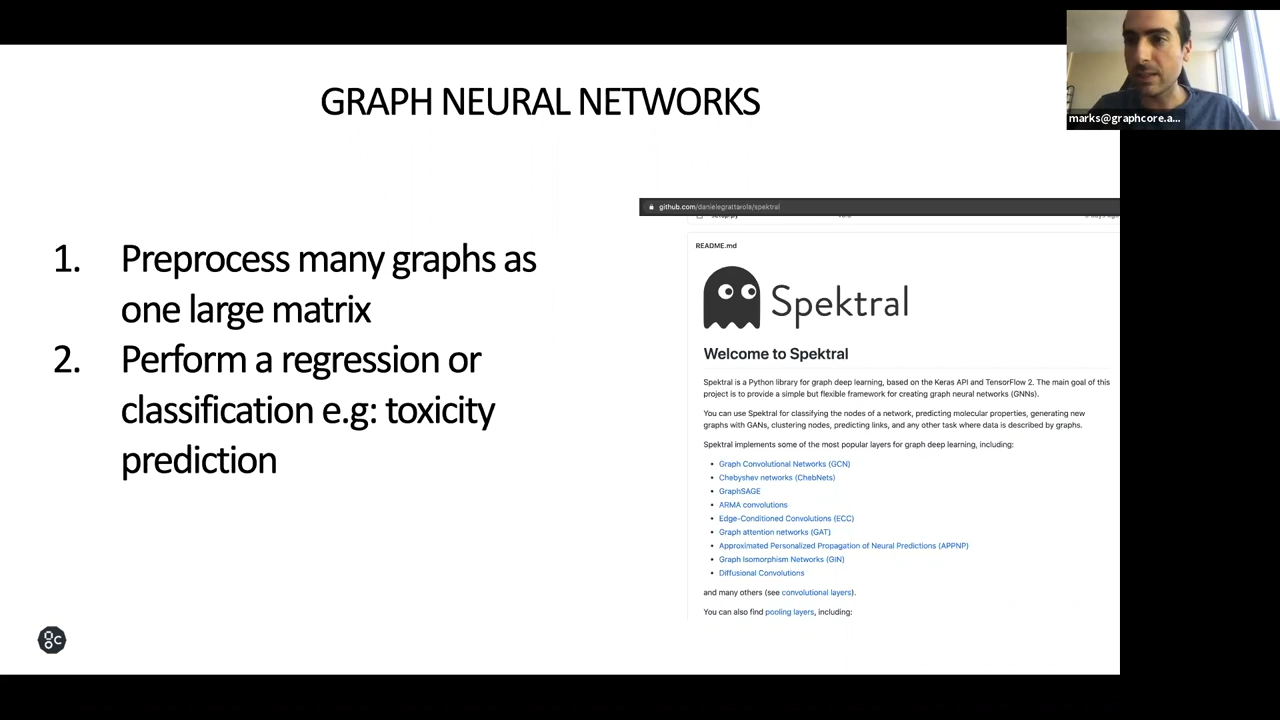 GRAPH NEURAL NETWORKS
marks@graphcore.a...
1. Preprocess many graphs as
one large matrix
2. Perform a regression or
classification e.g: toxicity
prediction
github.com/danielegrattarola/spektral
README.md
Spektral
Welcome to Spektral
Spektral is a Python library for graph deep learning, based on the Keras API and TensorFlow 2. The main goal of this
project is to provide a simple but flexible framework for creating graph neural networks (GNNs).
You can use Spektral for classifying the nodes of a network, predicting molecular properties, generating new
graphs with GANs, clustering nodes, predicting links, and any other task where data is described by graphs.
Spektral implements some of the most popular layers for graph deep learning, including:
• Graph Convolutional Networks (GCN)
• Chebyshev networks (ChebNets)
• GraphSAGE
• ARMA convolutions
• Edge-Conditioned Convolutions (ECC)
• Graph attention networks (GAT)
• Approximated Personalized Propagation of Neural Predictions (APPNP)
• Graph Isomorphism Networks (GIN)
• Diffusional Convolutions
and many others (see convolutional layers).
You can also find pooling layers, including: